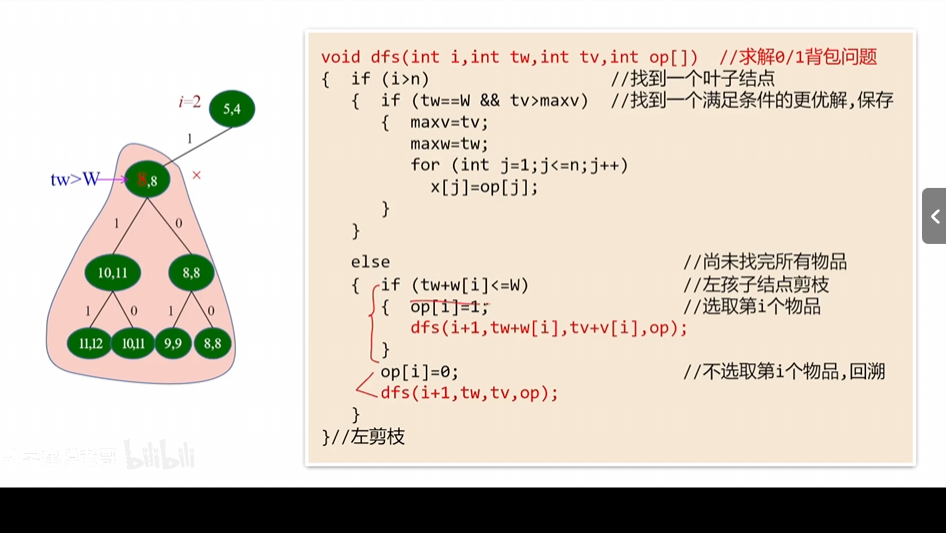 i=2
5,4
1
tw>W
8,8
×
1
0
10,11
8,8
1
0
1
0
11,12
10,11
9,9
8,8
void dfs(int i,int tw,int tv,int op[]) //求解0/1背包问题
{ if (i>n) //找到一个叶子结点
{ if (tw==W && tv>maxv) //找到一个满足条件的更优解,保存
{ maxv=tv;
maxw=tw;
for (int j=1;j<=n;j++)
x[j]=op[j];
}
}
else //尚未找完所有物品
{ if (tw+w[i]<=W) //左孩子结点剪枝
{ op[i]=1; //选取第i个物品
dfs(i+1,tw+w[i],tv+v[i],op);
}
op[i]=0; //不选取第i个物品,回溯
dfs(i+1,tw,tv,op);
}
}//左剪枝
bilibili